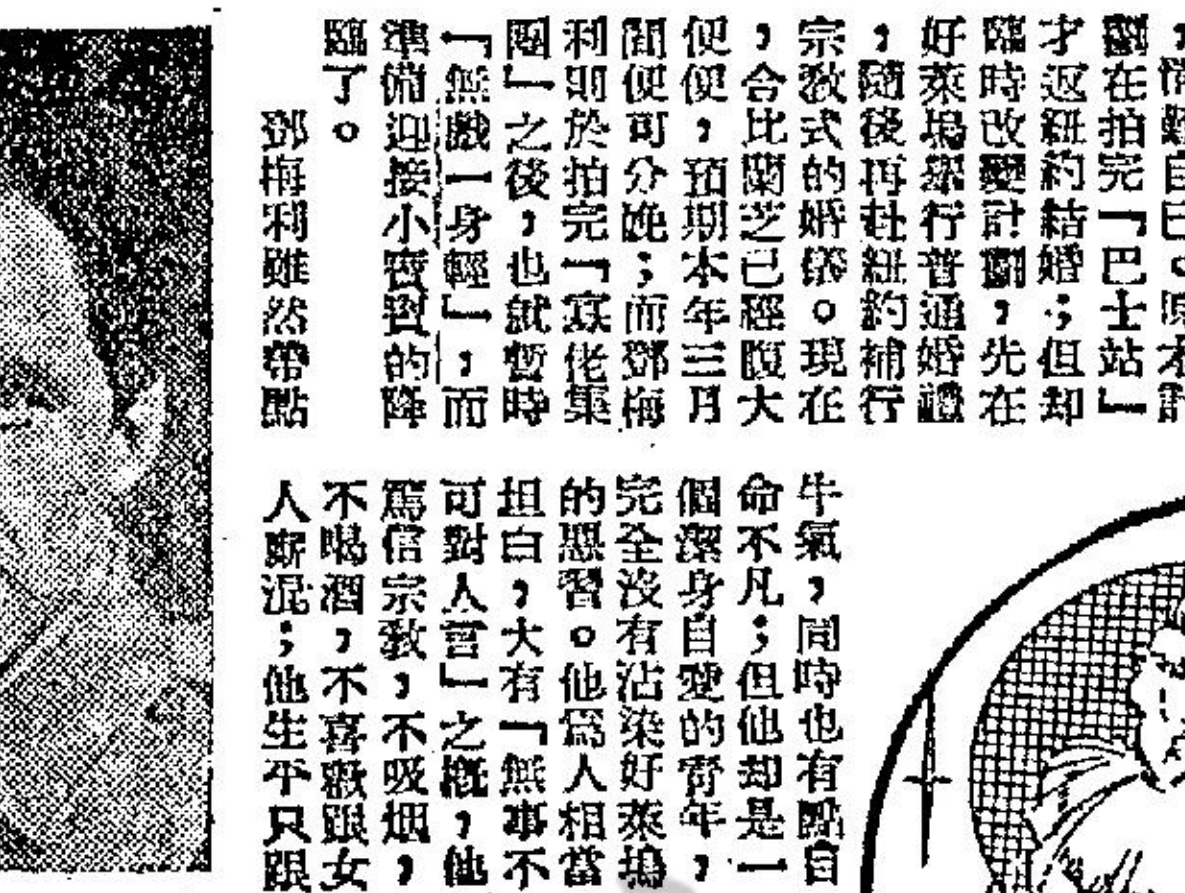 ，情難自已。原本計
劃在拍完「巴士站」
才返紐約結婚；但却
臨時改變計劃，先在
好萊塢舉行普通婚禮
，隨後再赴紐約補行
宗教式的婚儀。現在
，合比蘭芝已經腹大
便便，預期本年三月
間便可分娩；而鄧梅
利則於拍完「寡佬集
團」之後，也就暫時
「無戲一身輕」，而
準備迎接小寶寶的降
臨了。
鄧梅利雖然帶點
牛氣，同時也有點自
命不凡；但他却是一
個潔身自愛的青年，
完全沒有沾染好萊塢
的惡習。他爲人相當
坦白，大有「無事不
可對人言」之概，他
篤信宗教，不吸烟，
不喝酒，不喜歡跟女
人厮混；他生平只跟